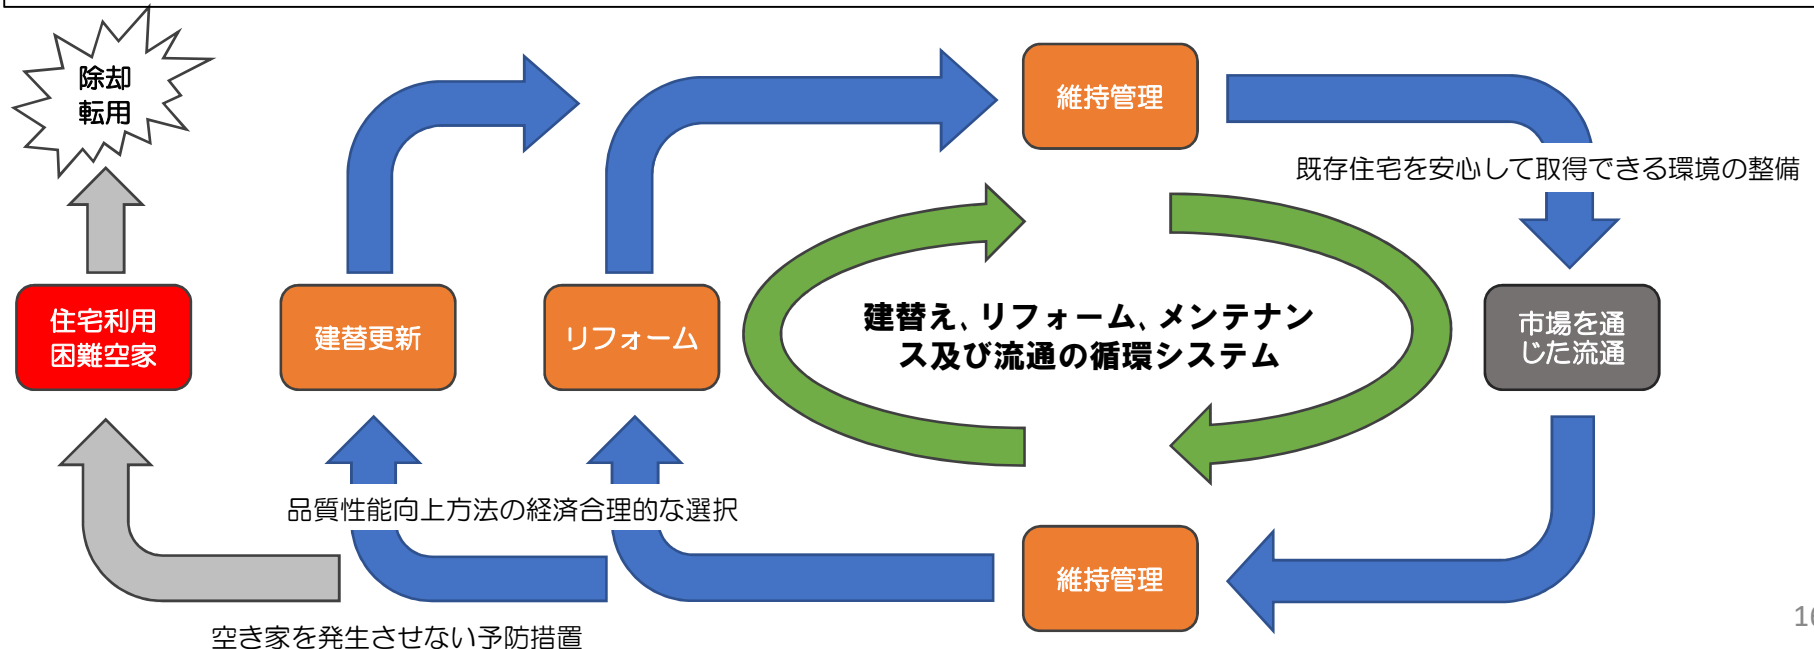 除却
転用
維持管理
既存住宅を安心して取得できる環境の整備
住宅利用
困難空家
建替更新
リフォーム
建替え、リフォーム、メンテナン
ス及び流通の循環システム
市場を通
じた流通
品質性能向上方法の経済合理的な選択
維持管理
空き家を発生させない予防措置
16